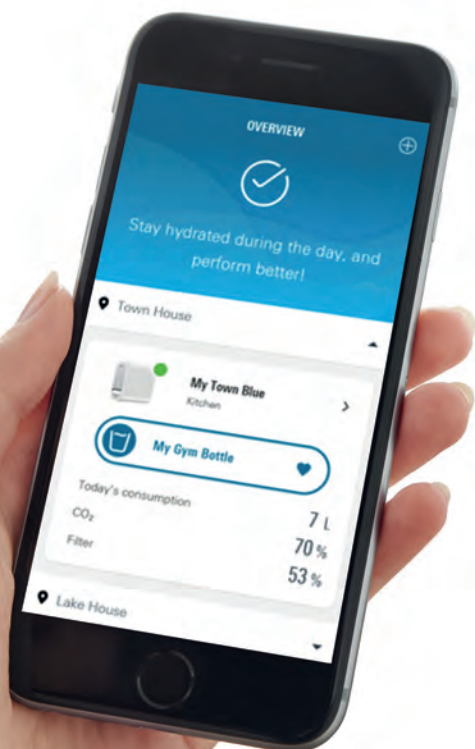 OVERVIEW
Stay hydrated during the day, and
perform better!
Town House
My Town Blue
Kitchen
My Gym Bottle
Today's consumption 7 L
CO₂ 70 %
Filter 53 %
Lake House